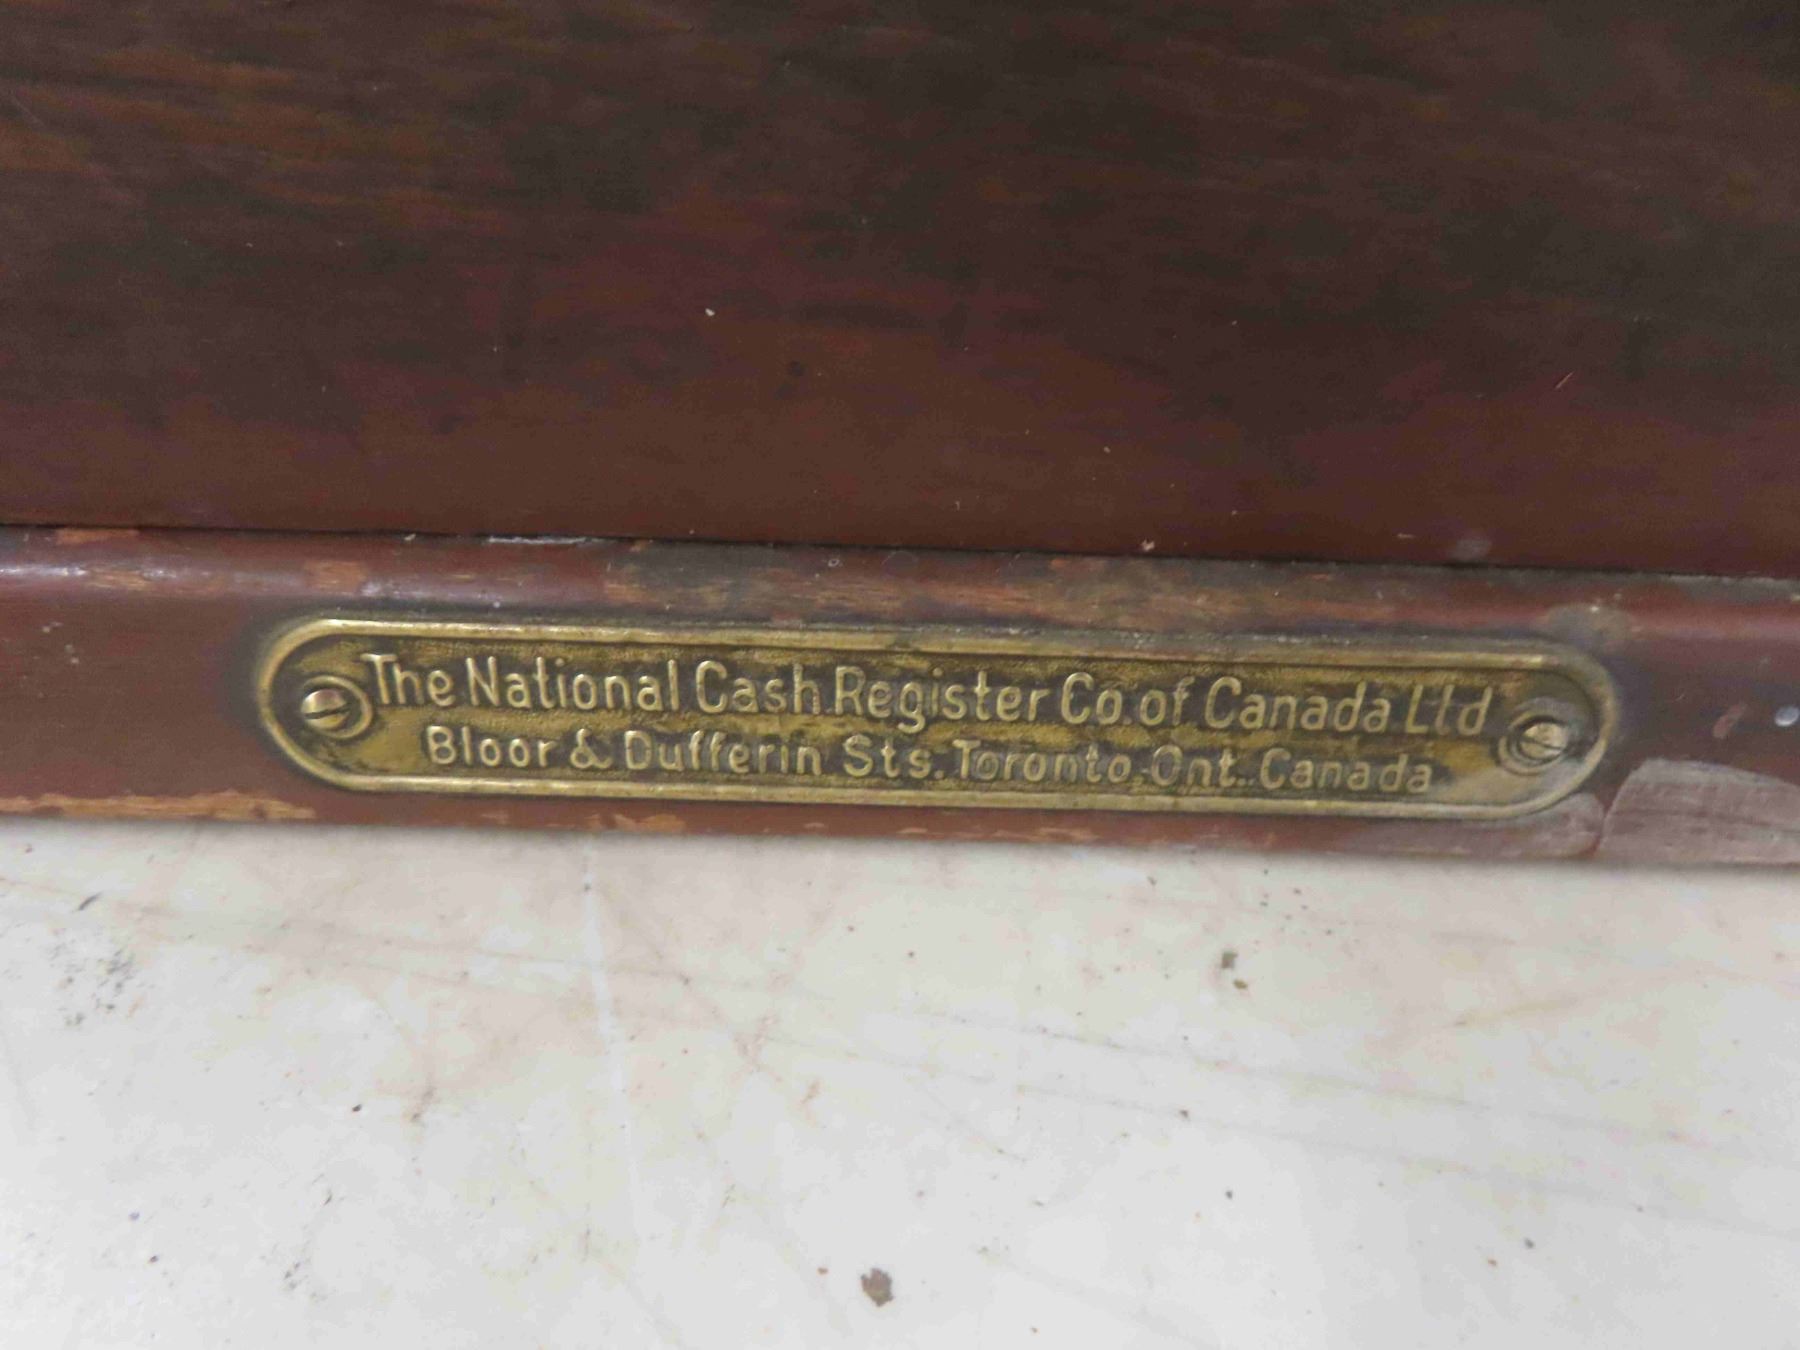 The National Cash Register Co. of Canada Ltd
Bloor & Dufferin Sts. Toronto. Ont. Canada